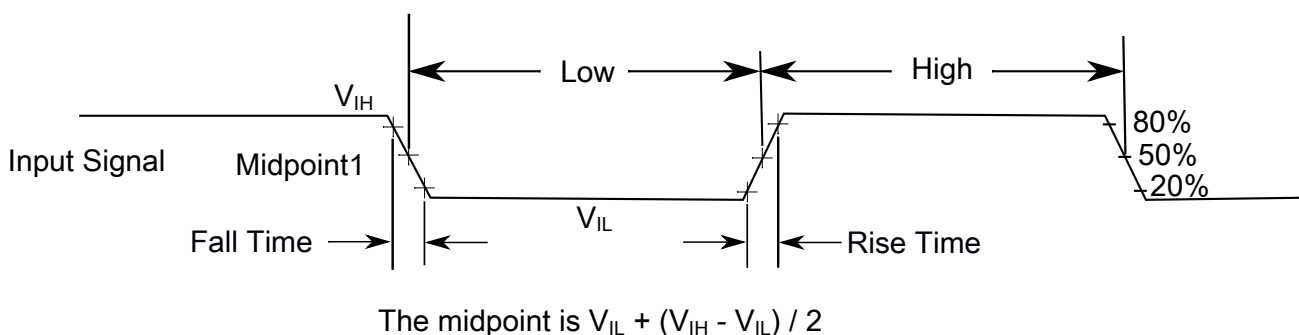 Low
High
V_IH
80%
Input Signal
Midpoint1
50%
20%
V_IL
Fall Time
Rise Time
The midpoint is V_IL + (V_IH - V_IL) / 2